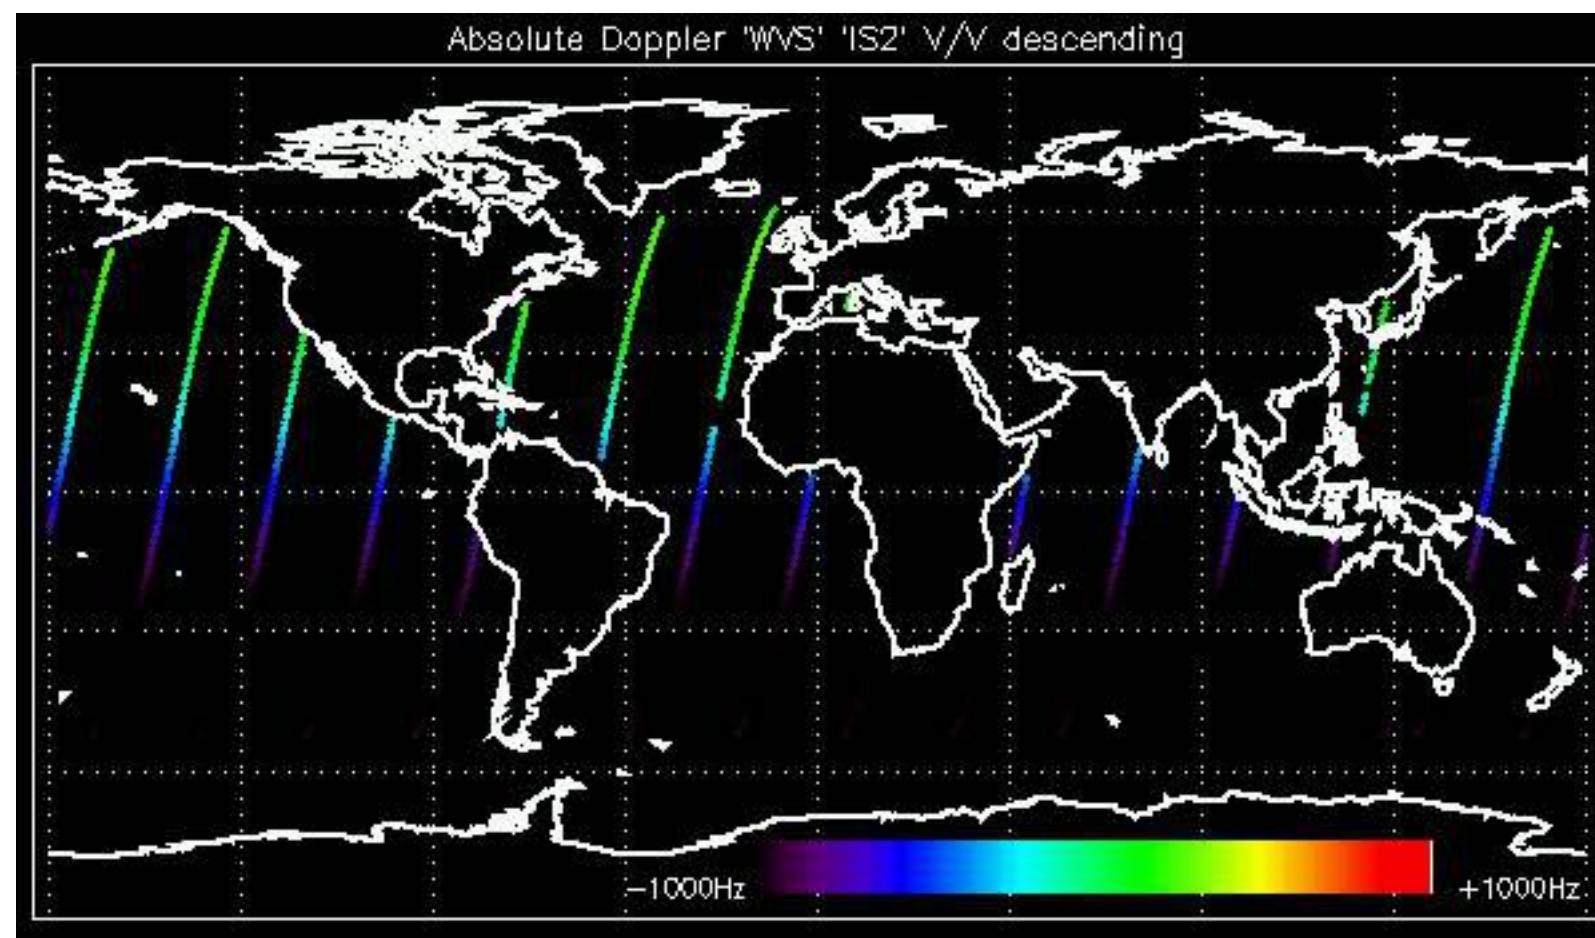 Absolute Doppler 'WVS' 'IS2' V/V descending
-1000Hz
+1000Hz